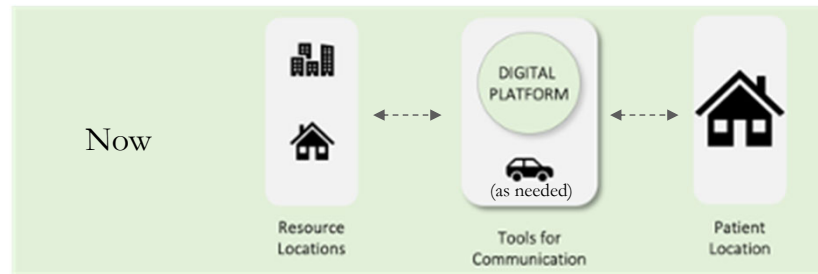 Now
DIGITAL
PLATFORM
(as needed)
Resource
Locations
Tools for
Communication
Patient
Location